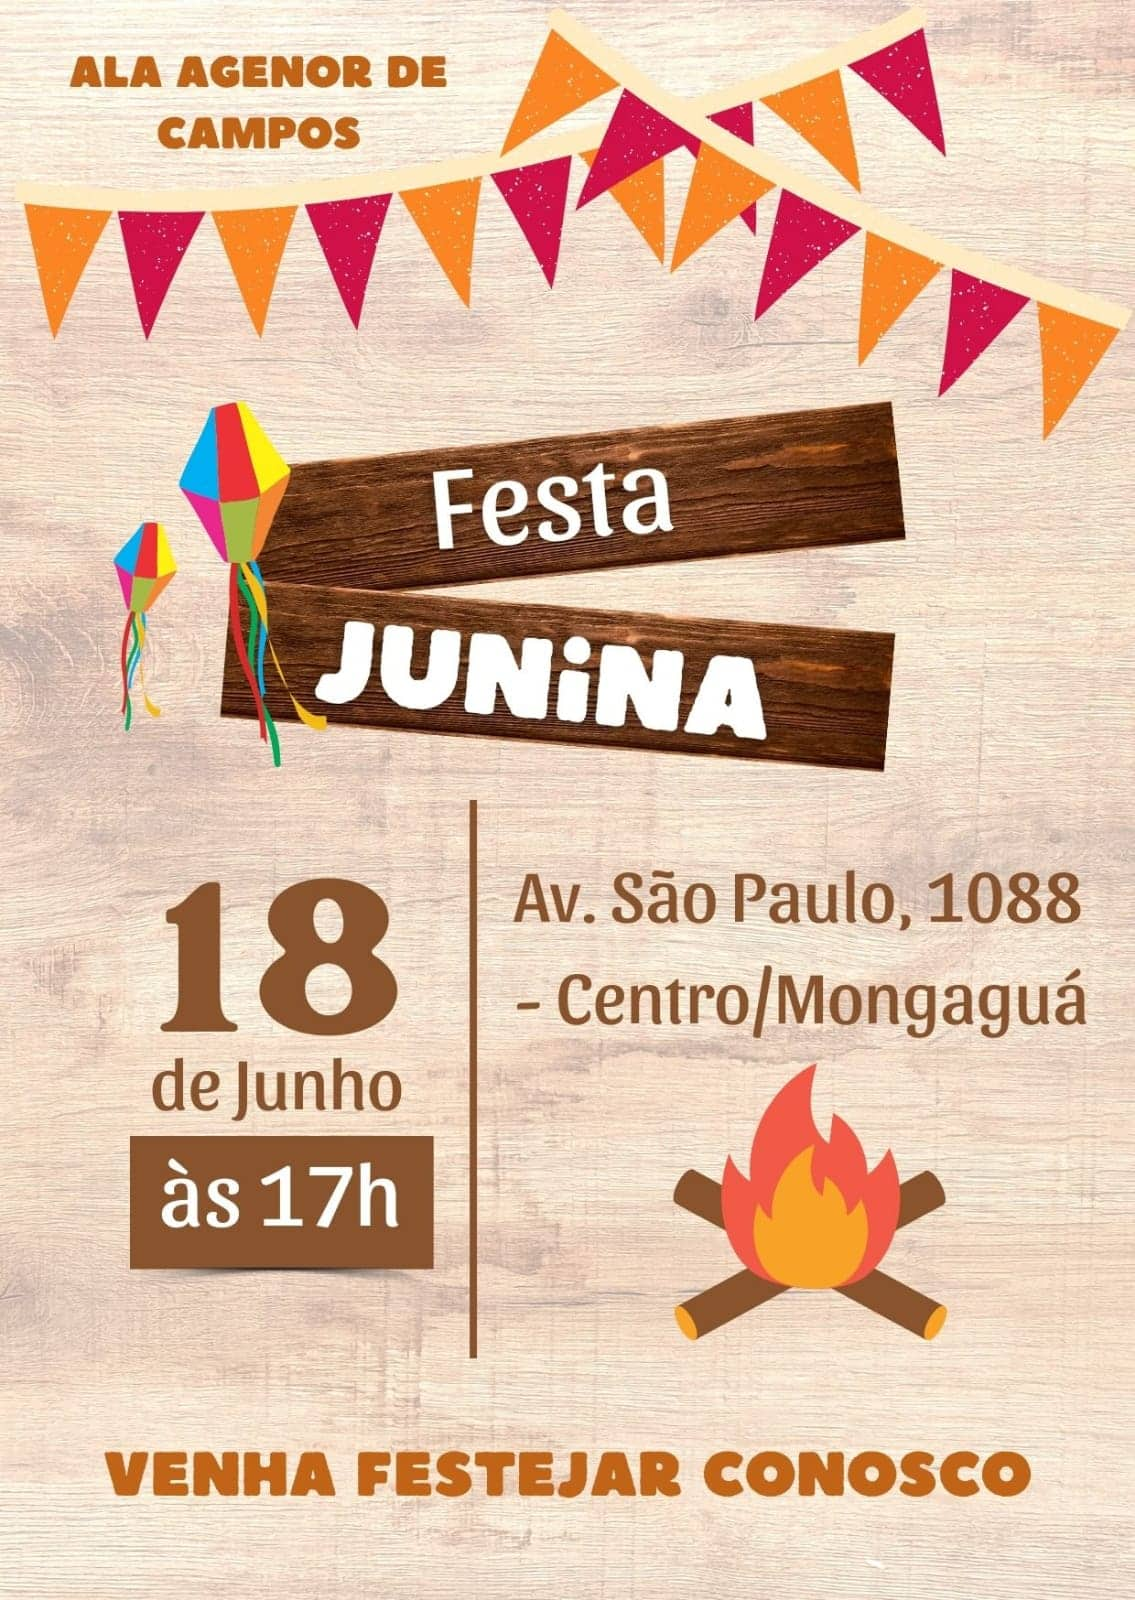 ALA AGENOR DE
CAMPOS
Festa
JUNiNA
18
de Junho
às 17h
Av. São Paulo, 1088
- Centro/Mongaguá
VENHA FESTEJAR CONOSCO